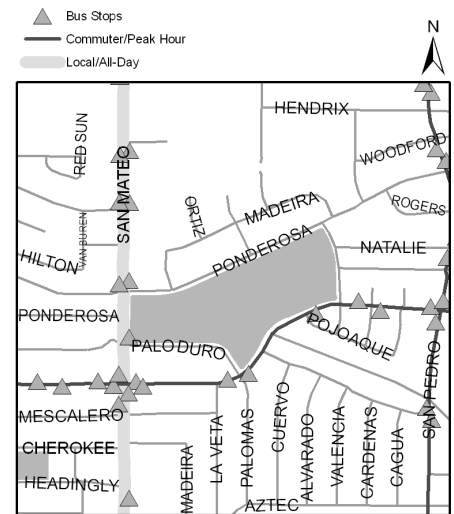 Bus Stops
Commuter/Peak Hour
Local/All-Day
N
HENDRIX
RED SUN
SAN MATEO
WOODFORD
ROGERS
ORTIZ
MADEIRA
VAN BUREN
PONDEROSA
NATALIE
HILTON
PONDEROSA
POJOAQUE
PALO DURO
SAN PEDRO
MESCALERO
LA VETA
PALOMAS
CUERVO
ALVARADO
VALENCIA
CARDENAS
CAGUA
CHEROKEE
MADEIRA
HEADINGLY
AZTEC